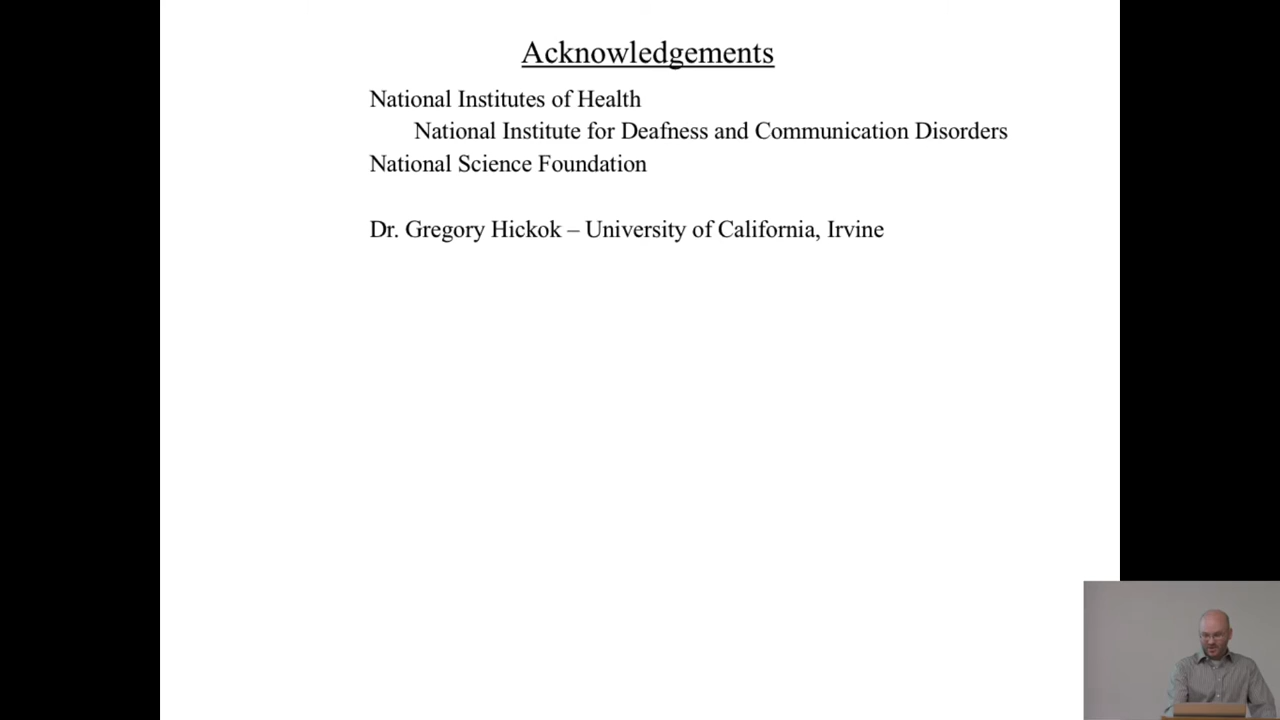 Acknowledgements
National Institutes of Health
National Institute for Deafness and Communication Disorders
National Science Foundation
Dr. Gregory Hickok – University of California, Irvine